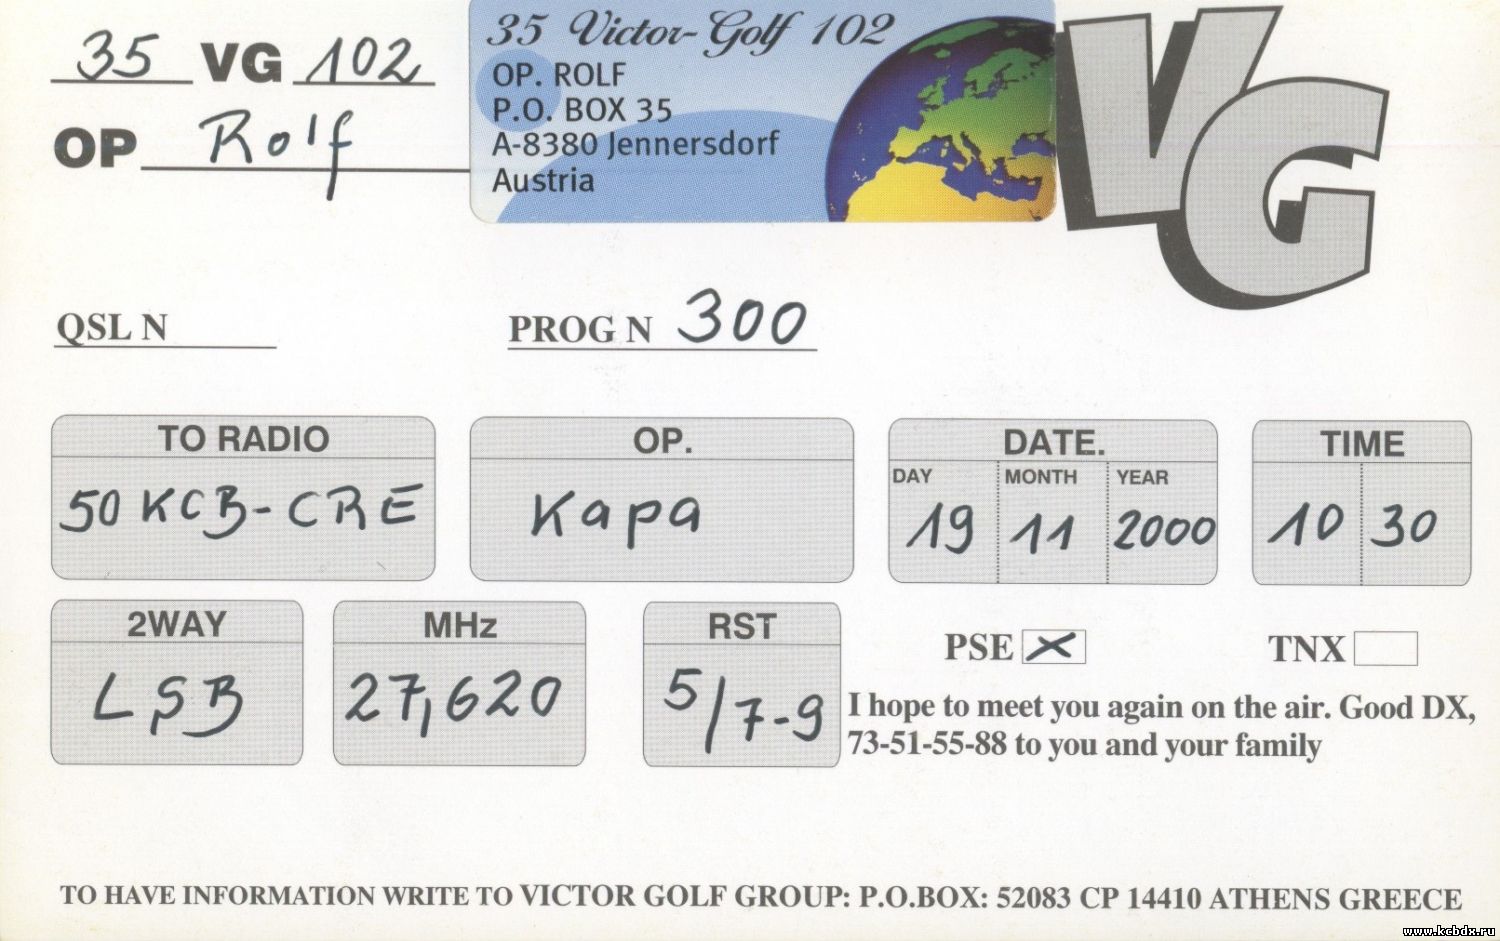 35 VG 102
OP Rolf
35 Victor-Golf 102
OP. ROLF
P.O. BOX 35
A-8380 Jennersdorf
Austria
VG
QSL N
PROG N 300
TO RADIO
50 KCB-CRE
OP.
Kapa
DATE.
DAY MONTH YEAR
19 11 2000
TIME
10 30
2WAY
LSB
MHz
27,620
RST
5/7-9
PSE X TNX
I hope to meet you again on the air. Good DX,
73-51-55-88 to you and your family
TO HAVE INFORMATION WRITE TO VICTOR GOLF GROUP: P.O.BOX: 52083 CP 14410 ATHENS GREECE
www.kcbdx.ru